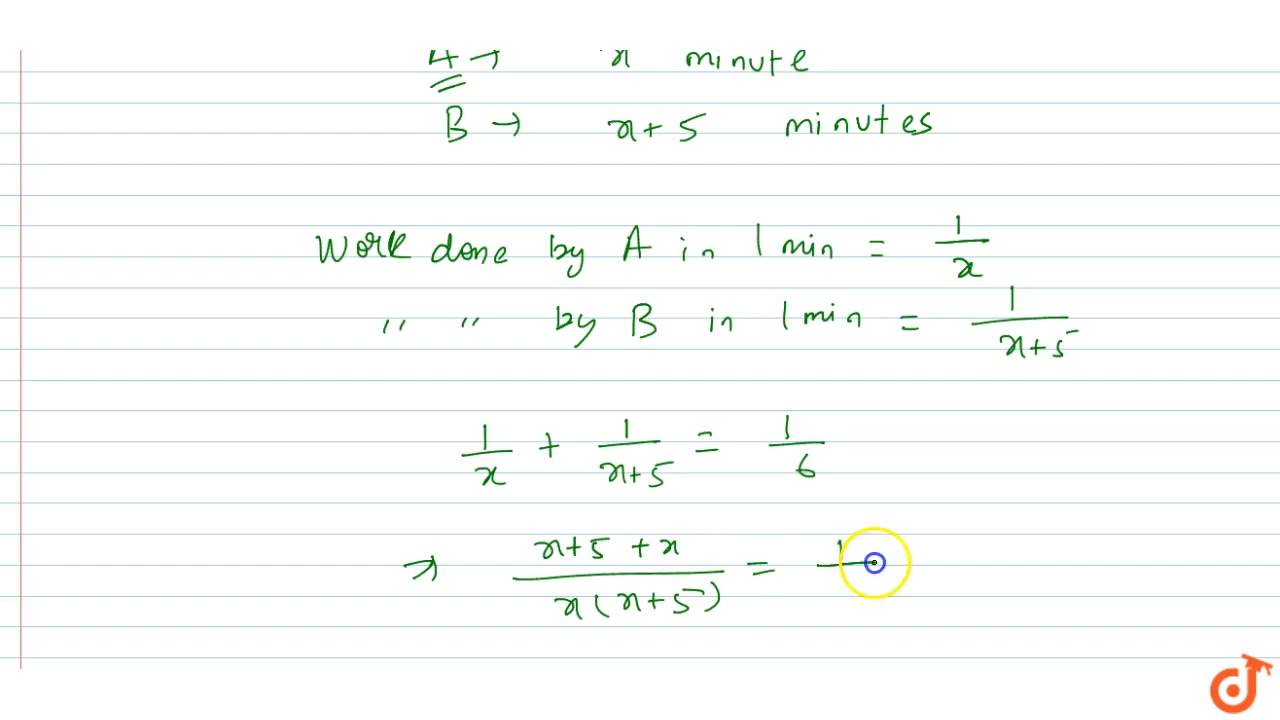 A → x minute
B → x + 5 minutes
Work done by A in 1 min = 1/x
" " by B in 1 min = 1/(x+5)
1/x + 1/(x+5) = 1/6
⇒ (x+5+x)/(x(x+5)) = 1/